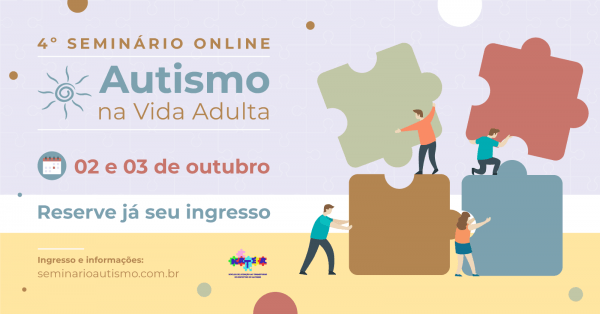 4º SEMINÁRIO ONLINE
Autismo
na Vida Adulta
02 e 03 de outubro
Reserve já seu ingresso
Ingresso e informações:
seminarioautismo.com.br